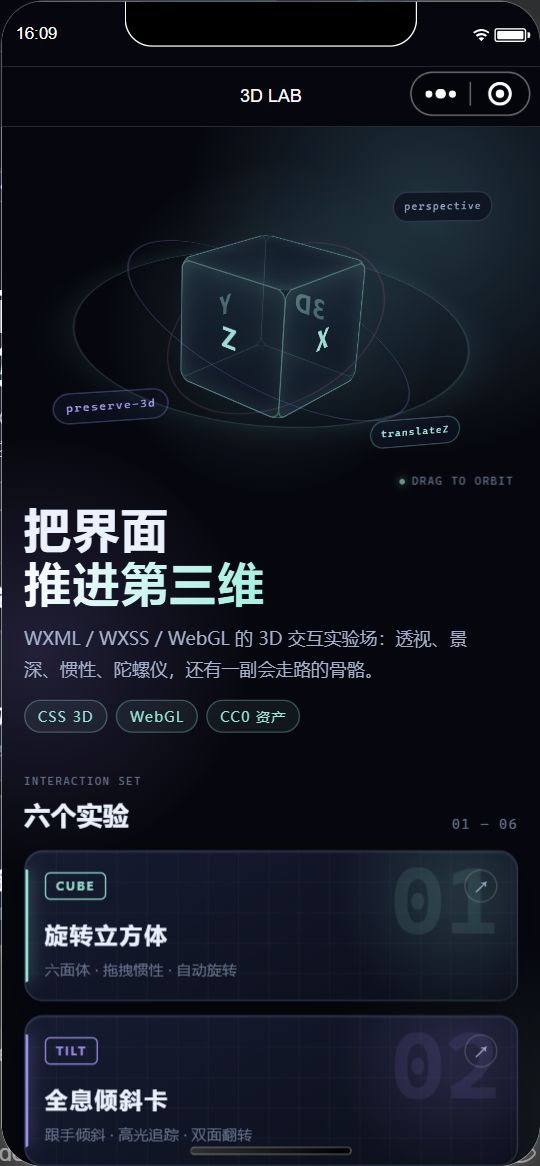 16:09
3D LAB
perspective
Y
3D
Z
X
preserve-3d
translateZ
DRAG TO ORBIT
把界面
推进第三维
WXML / WXSS / WebGL 的 3D 交互实验场：透视、景
深、惯性、陀螺仪，还有一副会走路的骨骼。
CSS 3D
WebGL
CC0 资产
INTERACTION SET
六个实验
01 — 06
CUBE
01
旋转立方体
六面体 · 拖拽惯性 · 自动旋转
TILT
02
全息倾斜卡
跟手倾斜 · 高光追踪 · 双面翻转